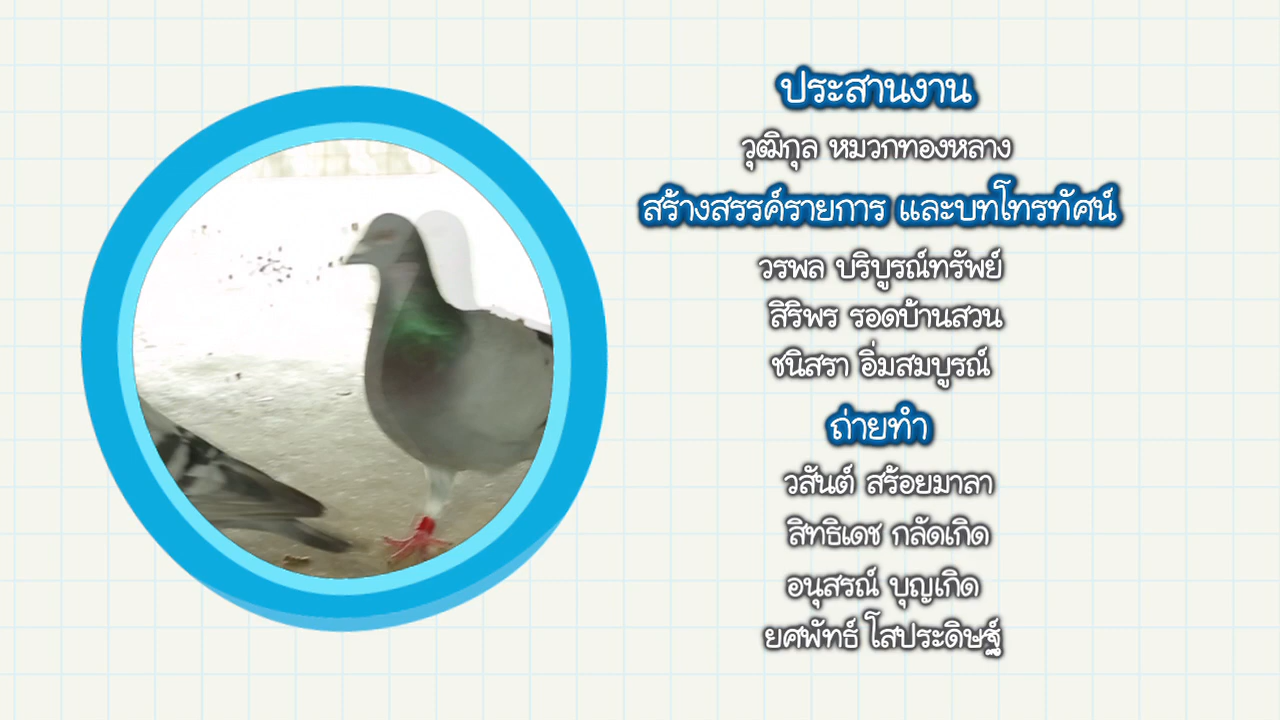 ประสานงาน
วุฒิกุล หมวกทองหลาง
สร้างสรรค์รายการ และบทโทรทัศน์
วรพล บริบูรณ์ทรัพย์
สิริพร รอดบ้านสวน
ชนิสรา อิ่มสมบูรณ์
ถ่ายทำ
วสันต์ สร้อยมาลา
สิทธิเดช กลัดเกิด
อนุสรณ์ บุญเกิด
ยศพัทธ์ โสประดิษฐ์